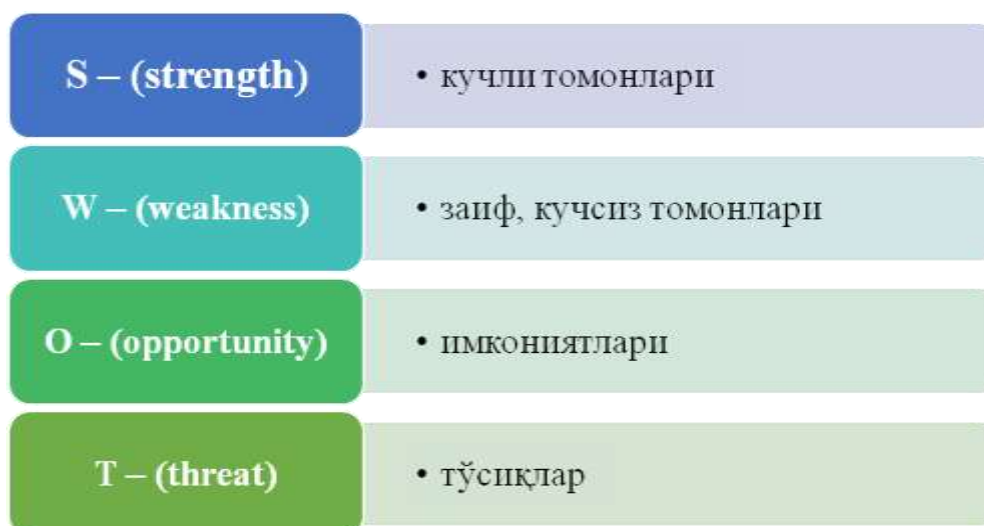 S – (strength)
• кучли томонлари
W – (weakness)
• заиф, кучсиз томонлари
O – (opportunity)
• имкониятлари
T – (threat)
• тўсиқлар